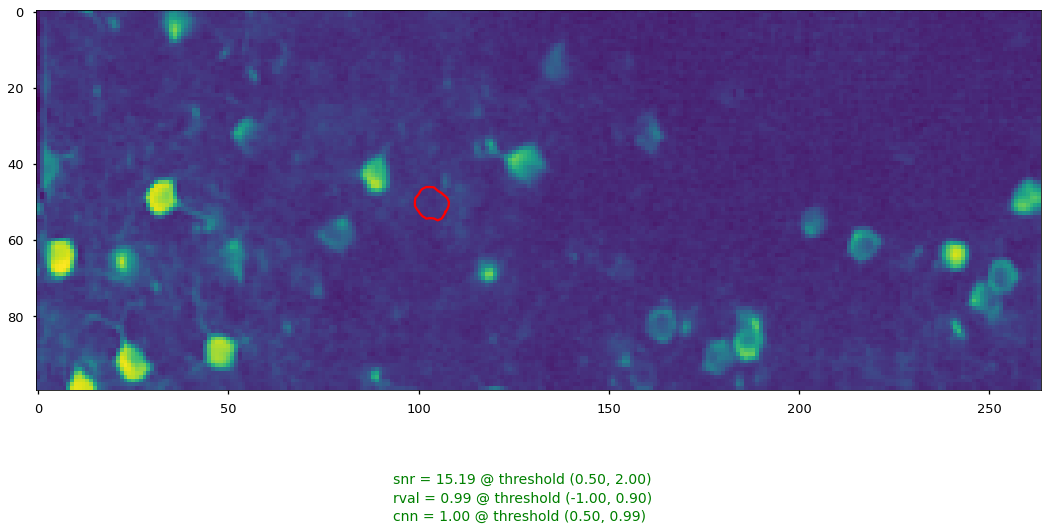 0
20
40
60
80
0 50 100 150 200 250
snr = 15.19 @ threshold (0.50, 2.00)
rval = 0.99 @ threshold (-1.00, 0.90)
cnn = 1.00 @ threshold (0.50, 0.99)